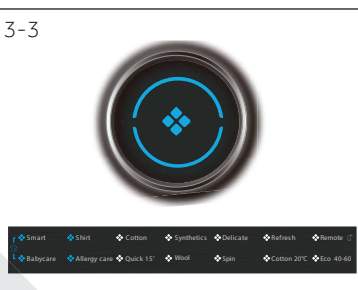 3-3
Smart Shirt Cotton Synthetics Delicate Refresh Remote
Babycare Allergy care Quick 15' Wool Spin Cotton 20℃ Eco 40-60